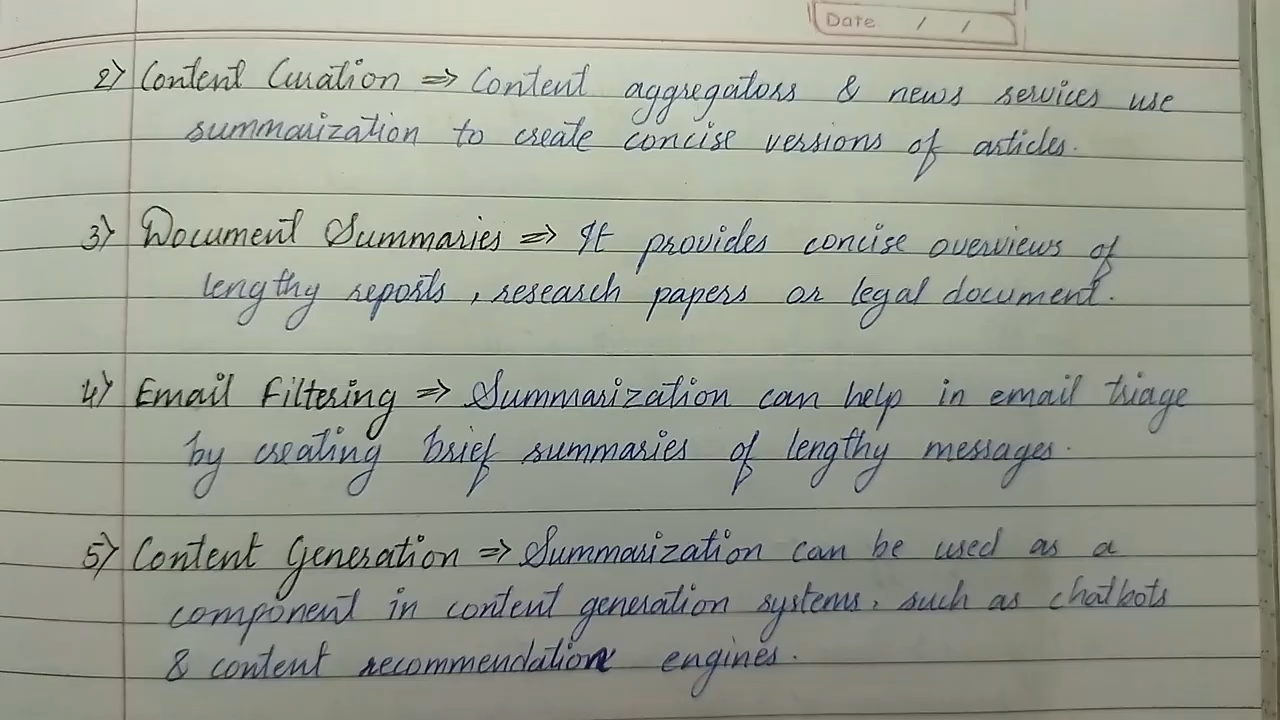 Date / /
2) Content Curation => Content aggregators & news services use
summarization to create concise versions of articles.
3) Document Summaries => It provides concise overviews of
lengthy reports, research papers or legal document.
4) Email Filtering => Summarization can help in email triage
by creating brief summaries of lengthy messages.
5) Content Generation => Summarization can be used as a
component in content generation systems, such as chatbots
& content recommendation engines.